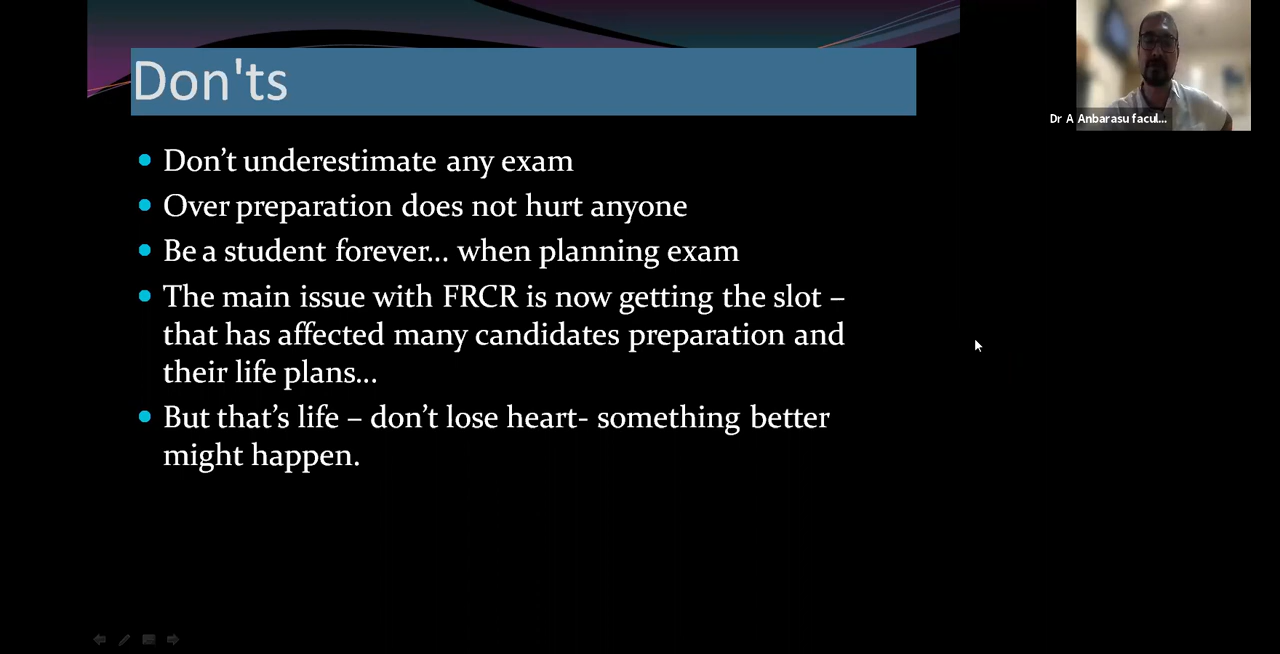 Don'ts
Dr A Anbarasu facul...
Don’t underestimate any exam
Over preparation does not hurt anyone
Be a student forever... when planning exam
The main issue with FRCR is now getting the slot –
that has affected many candidates preparation and
their life plans...
But that’s life – don’t lose heart- something better
might happen.